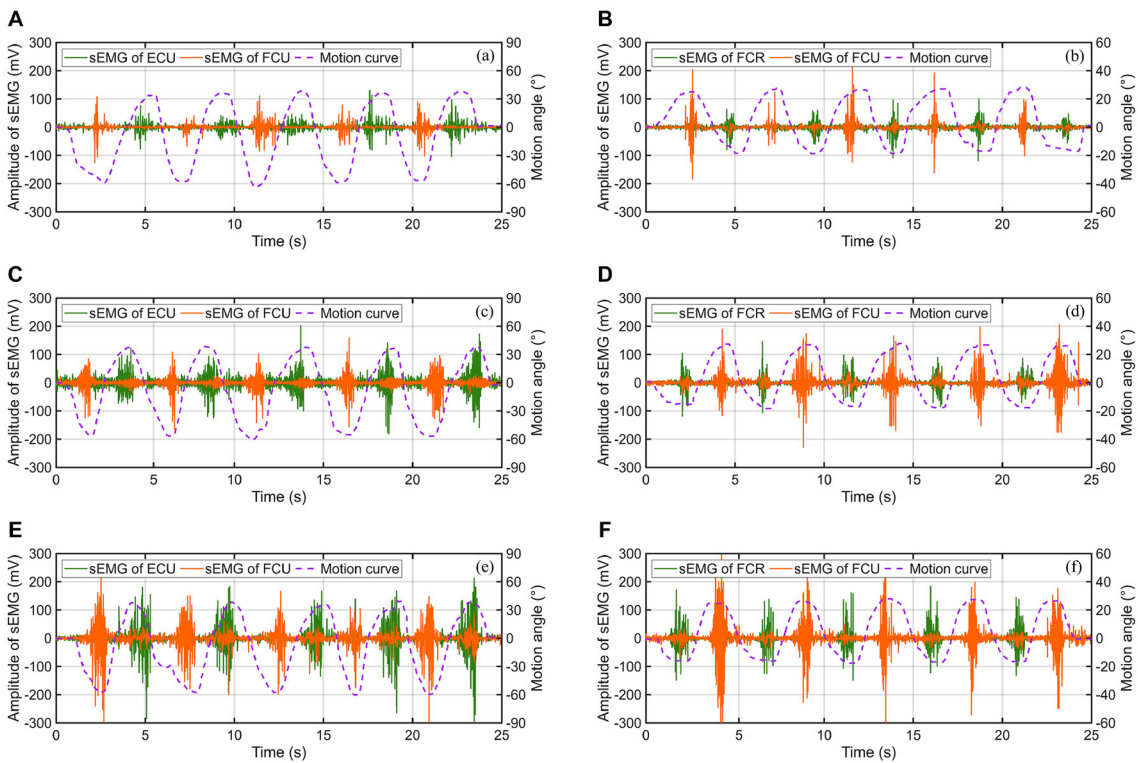 A
B
sEMG of ECU sEMG of FCU Motion curve (a)
300 200 100 0 -100 -200 -300
Amplitude of sEMG (mV)
90 60 30 0 -30 -60 -90
Motion angle (°)
0 5 10 15 20 25
Time (s)
sEMG of FCR sEMG of FCU Motion curve (b)
300 200 100 0 -100 -200 -300
Amplitude of sEMG (mV)
60 40 20 0 -20 -40 -60
Motion angle (°)
0 5 10 15 20 25
Time (s)
C
D
sEMG of ECU sEMG of FCU Motion curve (c)
300 200 100 0 -100 -200 -300
Amplitude of sEMG (mV)
90 60 30 0 -30 -60 -90
Motion angle (°)
0 5 10 15 20 25
Time (s)
sEMG of FCR sEMG of FCU Motion curve (d)
300 200 100 0 -100 -200 -300
Amplitude of sEMG (mV)
60 40 20 0 -20 -40 -60
Motion angle (°)
0 5 10 15 20 25
Time (s)
E
F
sEMG of ECU sEMG of FCU Motion curve (e)
300 200 100 0 -100 -200 -300
Amplitude of sEMG (mV)
90 60 30 0 -30 -60 -90
Motion angle (°)
0 5 10 15 20 25
Time (s)
sEMG of FCR sEMG of FCU Motion curve (f)
300 200 100 0 -100 -200 -300
Amplitude of sEMG (mV)
60 40 20 0 -20 -40 -60
Motion angle (°)
0 5 10 15 20 25
Time (s)